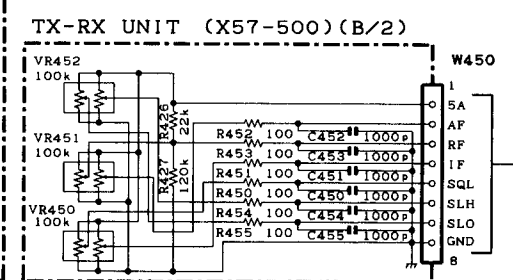 TX-RX UNIT (X57-500)(B/2)
W450
VR452
100k
VR451
100k
VR450
100k
R426
22k
R427
120k
R452 100 C452 1000p
R453 100 C453 1000p
R451 100 C451 1000p
R450 100 C450 1000p
R454 100 C454 1000p
R455 100 C455 1000p
1
5A
AF
RF
IF
SQL
SLH
SLO
GND
8